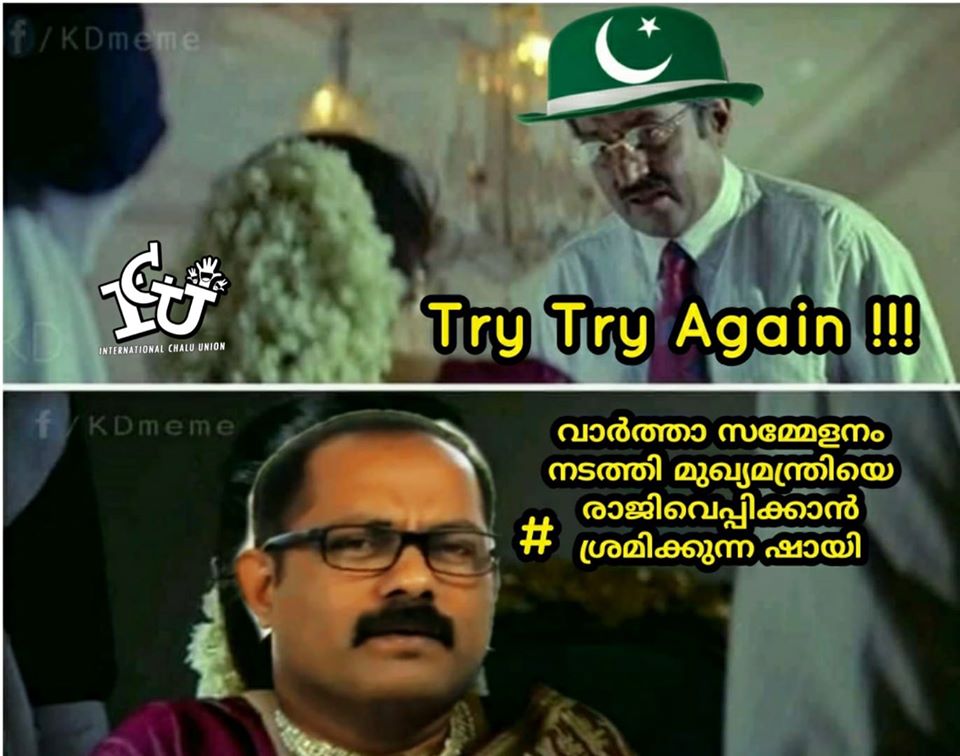 f/KDmeme
ICU
INTERNATIONAL CHALU UNION
Try Try Again !!!
f/KDmeme
വാർത്താ സമ്മേളനം
നടത്തി മുഖ്യമന്ത്രിയെ
രാജിവെപ്പിക്കാൻ
# ശ്രമിക്കുന്ന ഷായി